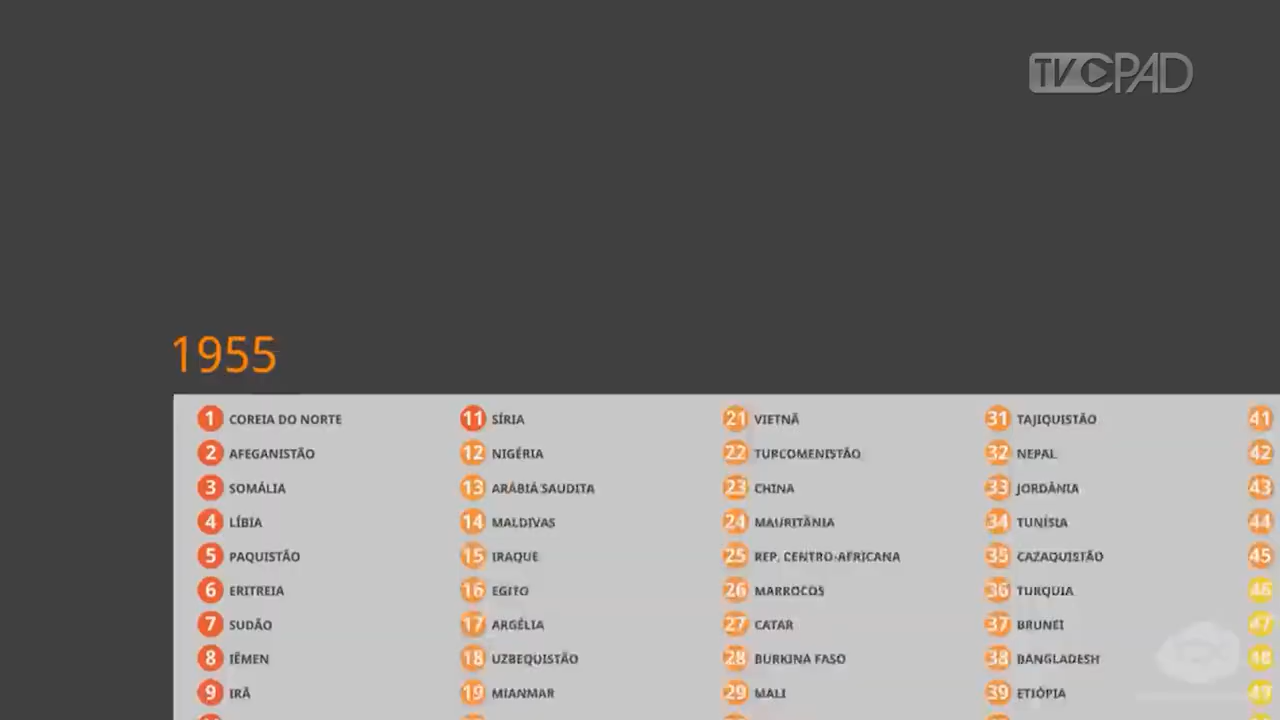 TVCPAD
1955
1 COREIA DO NORTE
2 AFEGANISTÃO
3 SOMÁLIA
4 LÍBIA
5 PAQUISTÃO
6 ERITREIA
7 SUDÃO
8 IÊMEN
9 IRÃ
11 SÍRIA
12 NIGÉRIA
13 ARÁBIA SAUDITA
14 MALDIVAS
15 IRAQUE
16 EGITO
17 ARGÉLIA
18 UZBEQUISTÃO
19 MIANMAR
21 VIETNÃ
22 TURCOMENISTÃO
23 CHINA
24 MAURITÂNIA
25 REP. CENTRO-AFRICANA
26 MARROCOS
27 CATAR
28 BURKINA FASO
29 MALI
31 TAJIQUISTÃO
32 NEPAL
33 JORDÂNIA
34 TUNÍSIA
35 CAZAQUISTÃO
36 TURQUIA
37 BRUNEI
38 BANGLADESH
39 ETIÓPIA
41
42
43
44
45
46
47
48
49